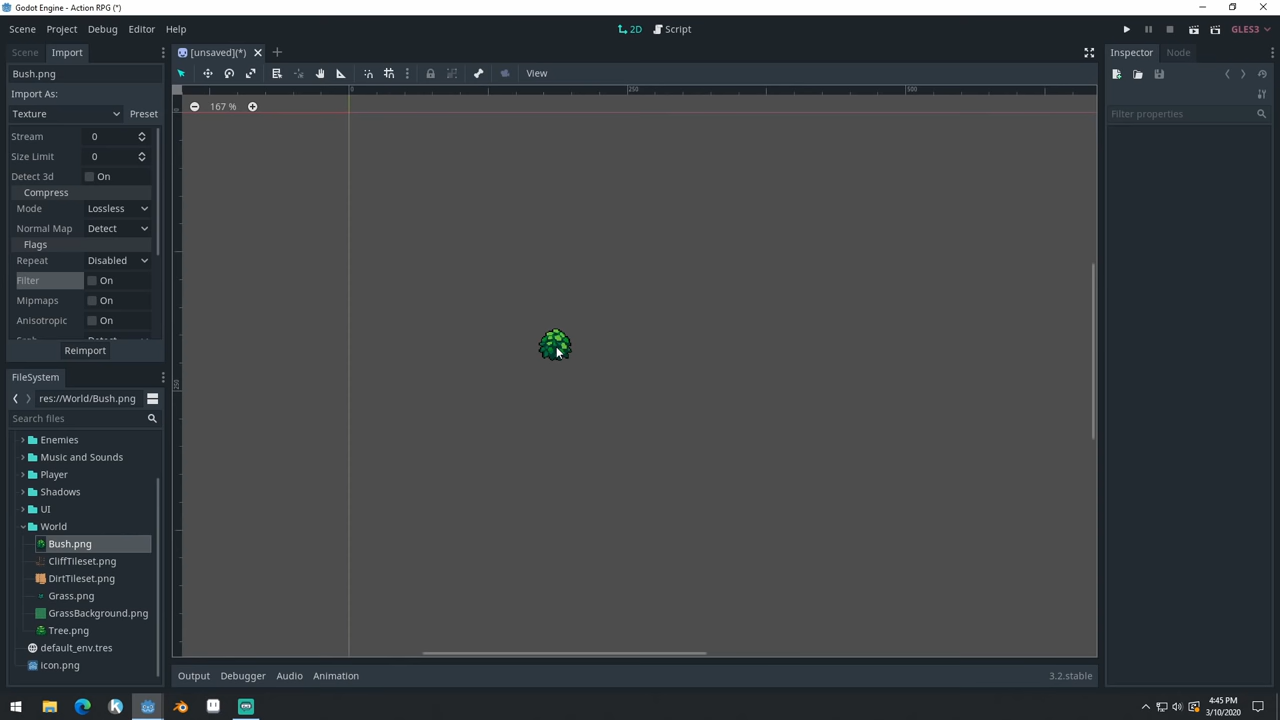 Godot Engine - Action RPG (*)
Scene Project Debug Editor Help
2D Script
GLES3
Scene Import
[unsaved](*)
Inspector Node
Bush.png
View
Import As:
167 %
0
250
500
Texture Preset
Filter properties
Stream 0
Size Limit 0
Detect 3d On
Compress
Mode Lossless
Normal Map Detect
Flags
Repeat Disabled
Filter On
Mipmaps On
Anisotropic On
Reimport
FileSystem
250
res://World/Bush.png
Search files
Enemies
Music and Sounds
Player
Shadows
UI
World
Bush.png
CliffTileset.png
DirtTileset.png
Grass.png
GrassBackground.png
Tree.png
default_env.tres
icon.png
Output Debugger Audio Animation
3.2.stable
4:45 PM
3/10/2020